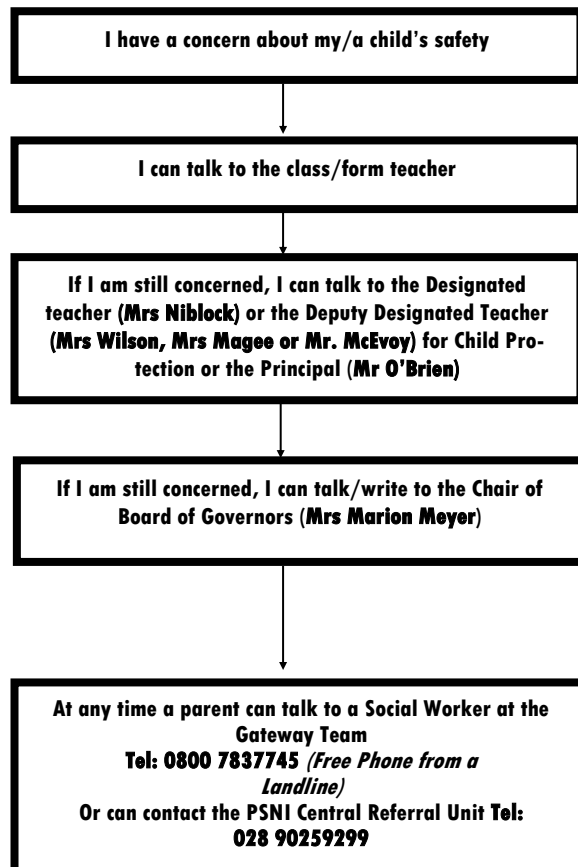 I have a concern about my/a child's safety
I can talk to the class/form teacher
If I am still concerned, I can talk to the Designated
teacher (Mrs Niblock) or the Deputy Designated Teacher
(Mrs Wilson, Mrs Magee or Mr. McEvoy) for Child Pro-
tection or the Principal (Mr O'Brien)
If I am still concerned, I can talk/write to the Chair of
Board of Governors (Mrs Marion Meyer)
At any time a parent can talk to a Social Worker at the
Gateway Team
Tel: 0800 7837745 (Free Phone from a
Landline)
Or can contact the PSNI Central Referral Unit Tel:
028 90259299